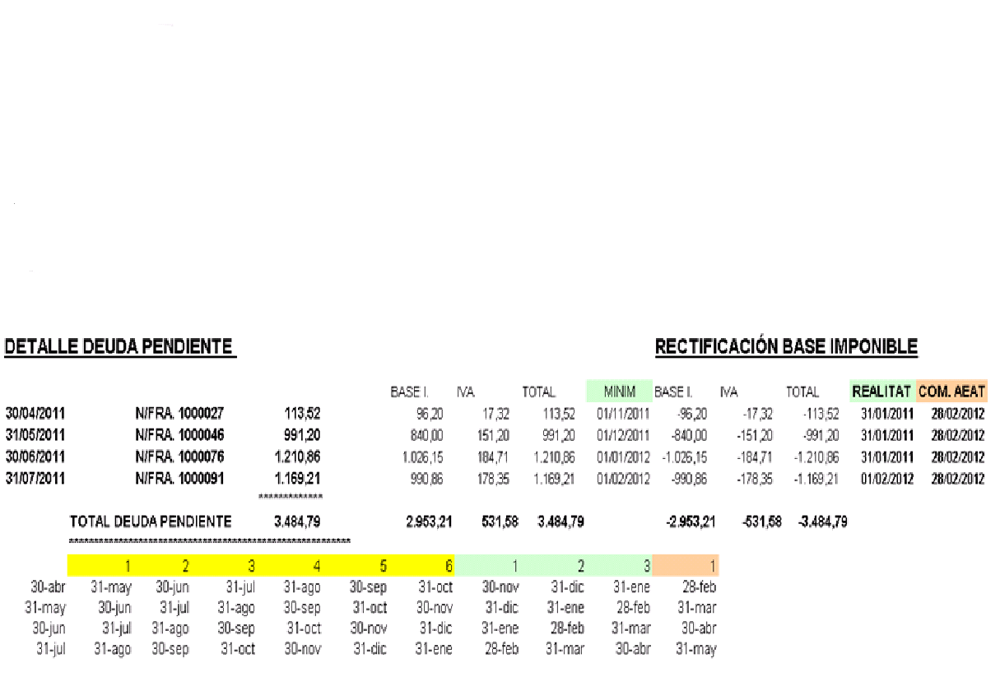 DETALLE DEUDA PENDIENTE RECTIFICACIÓN BASE IMPONIBLE
BASE I. IVA TOTAL MINIM BASE I. IVA TOTAL REALITAT COM. AEAT
30/04/2011 N/FRA. 1000027 113,52 96,20 17,32 113,52 01/11/2011 -96,20 -17,32 -113,52 31/01/2011 28/02/2012
31/05/2011 N/FRA. 1000046 991,20 840,00 151,20 991,20 01/12/2011 -840,00 -151,20 -991,20 31/01/2011 28/02/2012
30/06/2011 N/FRA. 1000076 1.210,86 1.026,15 184,71 1.210,86 01/01/2012 -1.026,15 -184,71 -1.210,86 31/01/2011 28/02/2012
31/07/2011 N/FRA. 1000091 1.169,21 990,86 178,35 1.169,21 01/02/2012 -990,86 -178,35 -1.169,21 01/02/2012 28/02/2012
*************
TOTAL DEUDA PENDIENTE 3.484,79 2.953,21 531,58 3.484,79 -2.953,21 -531,58 -3.484,79
*********************************************************
1 2 3 4 5 6 1 2 3 1
30-abr 31-may 30-jun 31-jul 31-ago 30-sep 31-oct 30-nov 31-dic 31-ene 28-feb
31-may 30-jun 31-jul 31-ago 30-sep 31-oct 30-nov 31-dic 31-ene 28-feb 31-mar
30-jun 31-jul 31-ago 30-sep 31-oct 30-nov 31-dic 31-ene 28-feb 31-mar 30-abr
31-jul 31-ago 30-sep 31-oct 30-nov 31-dic 31-ene 28-feb 31-mar 30-abr 31-may